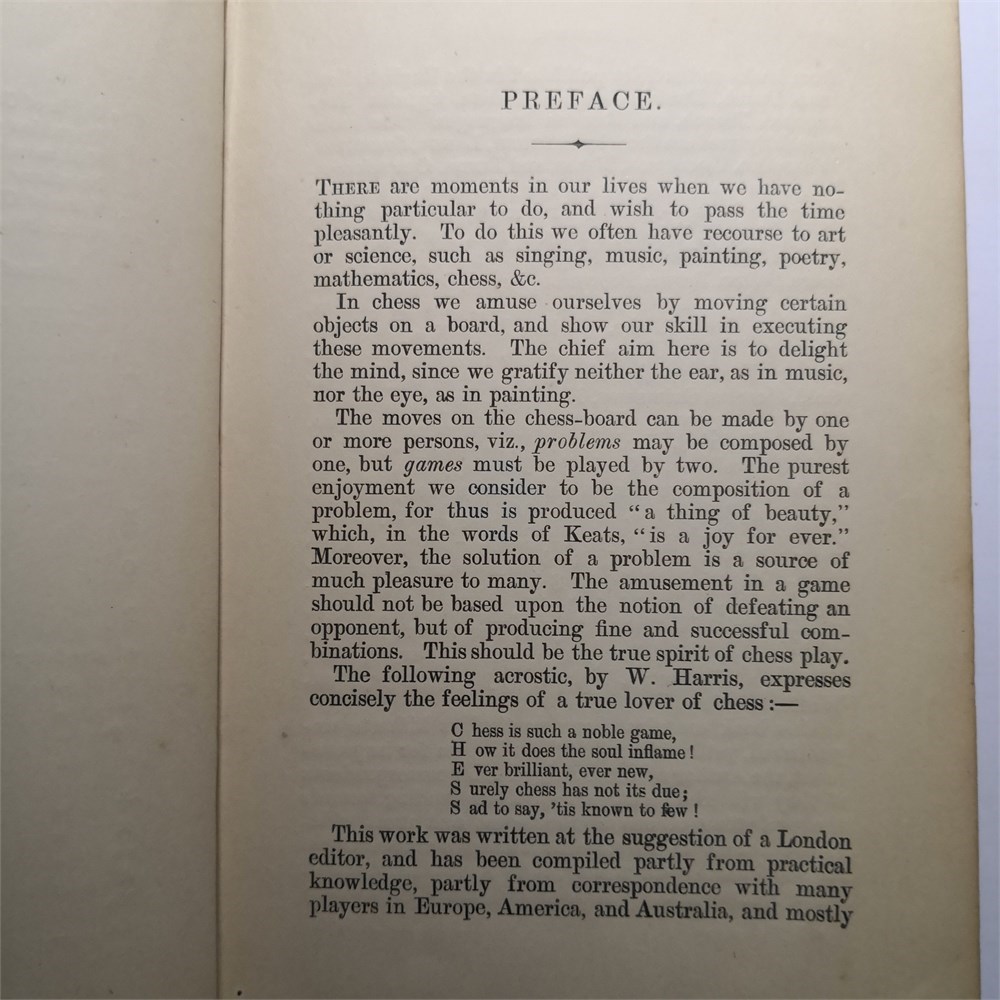 PREFACE.
THERE are moments in our lives when we have no-
thing particular to do, and wish to pass the time
pleasantly. To do this we often have recourse to art
or science, such as singing, music, painting, poetry,
mathematics, chess, &c.
In chess we amuse ourselves by moving certain
objects on a board, and show our skill in executing
these movements. The chief aim here is to delight
the mind, since we gratify neither the ear, as in music,
nor the eye, as in painting.
The moves on the chess-board can be made by one
or more persons, viz., problems may be composed by
one, but games must be played by two. The purest
enjoyment we consider to be the composition of a
problem, for thus is produced “a thing of beauty,”
which, in the words of Keats, “is a joy for ever.”
Moreover, the solution of a problem is a source of
much pleasure to many. The amusement in a game
should not be based upon the notion of defeating an
opponent, but of producing fine and successful com-
binations. This should be the true spirit of chess play.
The following acrostic, by W. Harris, expresses
concisely the feelings of a true lover of chess:—
C hess is such a noble game,
H ow it does the soul inflame!
E ver brilliant, ever new,
S urely chess has not its due;
S ad to say, ’tis known to few!
This work was written at the suggestion of a London
editor, and has been compiled partly from practical
knowledge, partly from correspondence with many
players in Europe, America, and Australia, and mostly